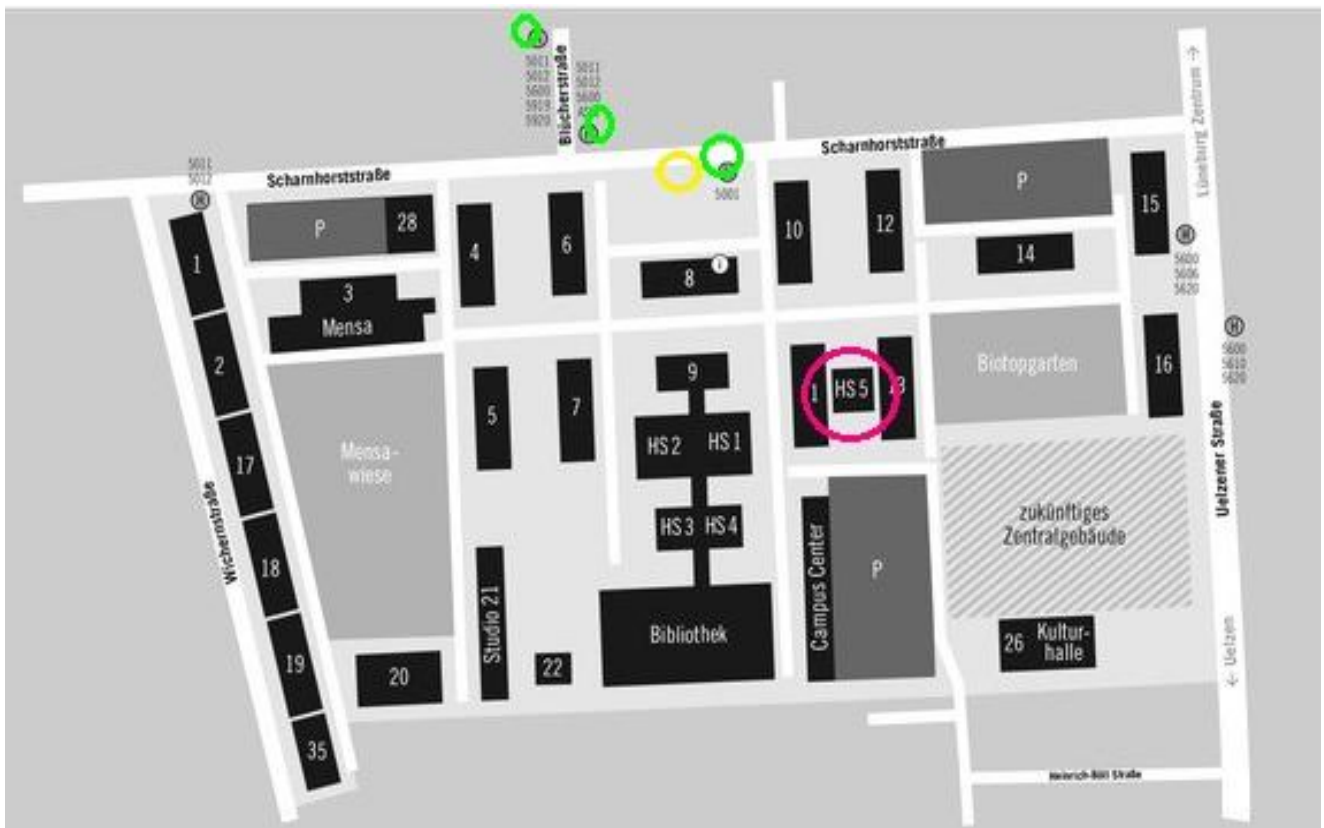 H
5011
5012
5600
5919
5920
Blücherstraße
5011
5012
5600
Lüneburg Zentrum →
Scharnhorststraße
5011
5012
H
Scharnhorststraße
5001
P
28
4
6
10
12
P
15
1
8
i
14
H
5600
5606
5620
3
Mensa
H
5600
5610
5620
2
5
7
9
HS 5
Biotopgarten
16
HS 2
HS 1
Mensa-
wiese
17
HS 3
HS 4
zukünftiges
Zentralgebäude
Uelzener Straße
Wichernstraße
18
Studio 21
Campus Center
P
Bibliothek
26
Kultur-
halle
← Uelzen
19
20
22
35
Heinrich-Böll Straße